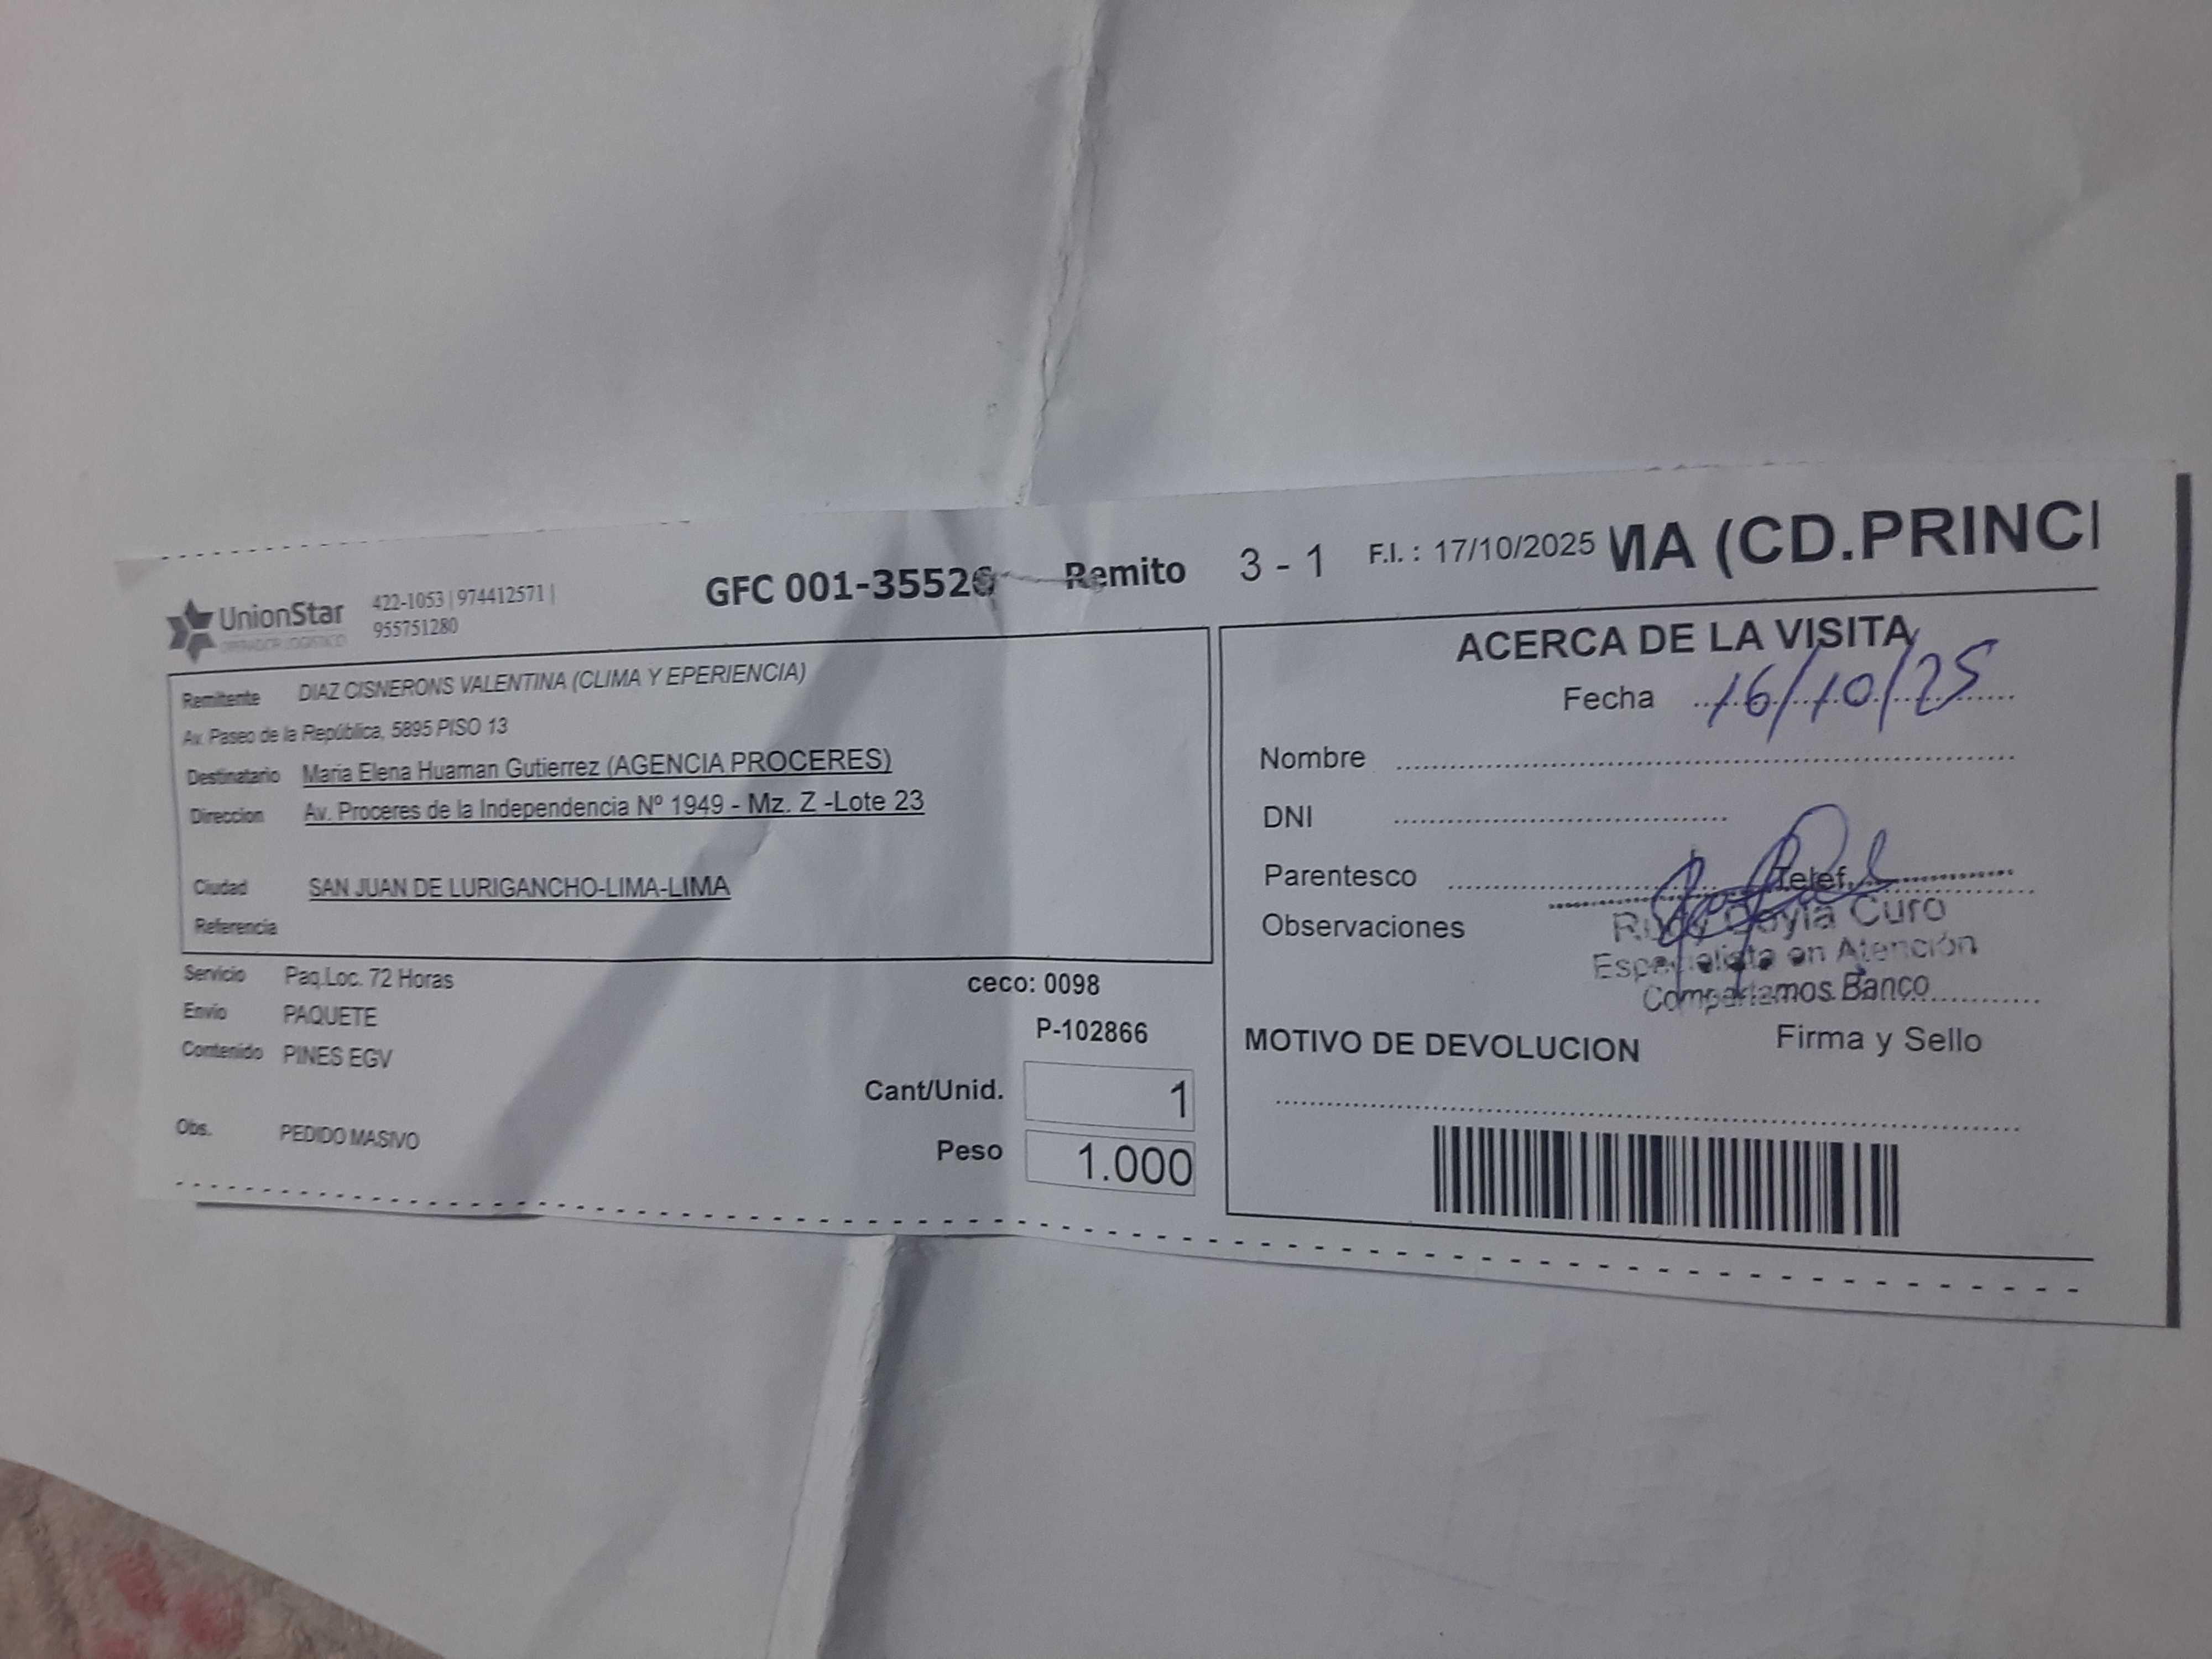 UnionStar
OPERADOR LOGISTICO
422-1053 | 974412571 |
955751280
GFC 001-35526 Remito 3 - 1 F.I. : 17/10/2025 MA (CD.PRINCI
Remitente DIAZ CISNERONS VALENTINA (CLIMA Y EPERIENCIA)
Av. Paseo de la República, 5895 PISO 13
Destinatario Maria Elena Huaman Gutierrez (AGENCIA PROCERES)
Direccion Av. Proceres de la Independencia Nº 1949 - Mz. Z -Lote 23
Ciudad SAN JUAN DE LURIGANCHO-LIMA-LIMA
Referencia
Servicio Paq.Loc. 72 Horas
ceco: 0098
Envio PAQUETE
P-102866
Contenido PINES EGV
Cant/Unid. 1
Obs. PEDIDO MASIVO
Peso 1.000
ACERCA DE LA VISITA
Fecha 16/10/25
Nombre
DNI
Parentesco Telef.
Observaciones
Curo
Especialista en Atención
Compartamos Banco
MOTIVO DE DEVOLUCION Firma y Sello